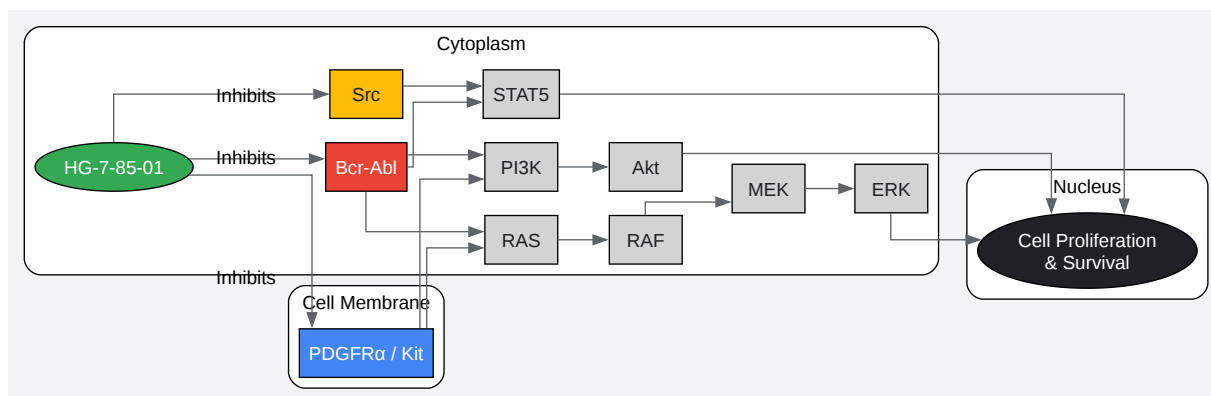 Cytoplasm
Inhibits
Src
STAT5
HG-7-85-01
Inhibits
Bcr-Abl
PI3K
Akt
MEK
ERK
Nucleus
RAS
RAF
Cell Proliferation
& Survival
Inhibits
Cell Membrane
PDGFRα / Kit